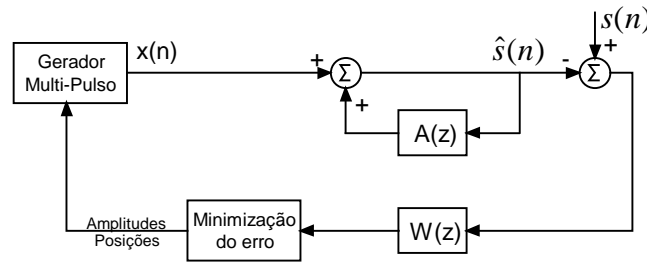 s(n)
Gerador
Multi-Pulso
x(n)
+
Σ
ŝ(n)
-
+
Σ
+
A(z)
Amplitudes
Posições
Minimização
do erro
W(z)